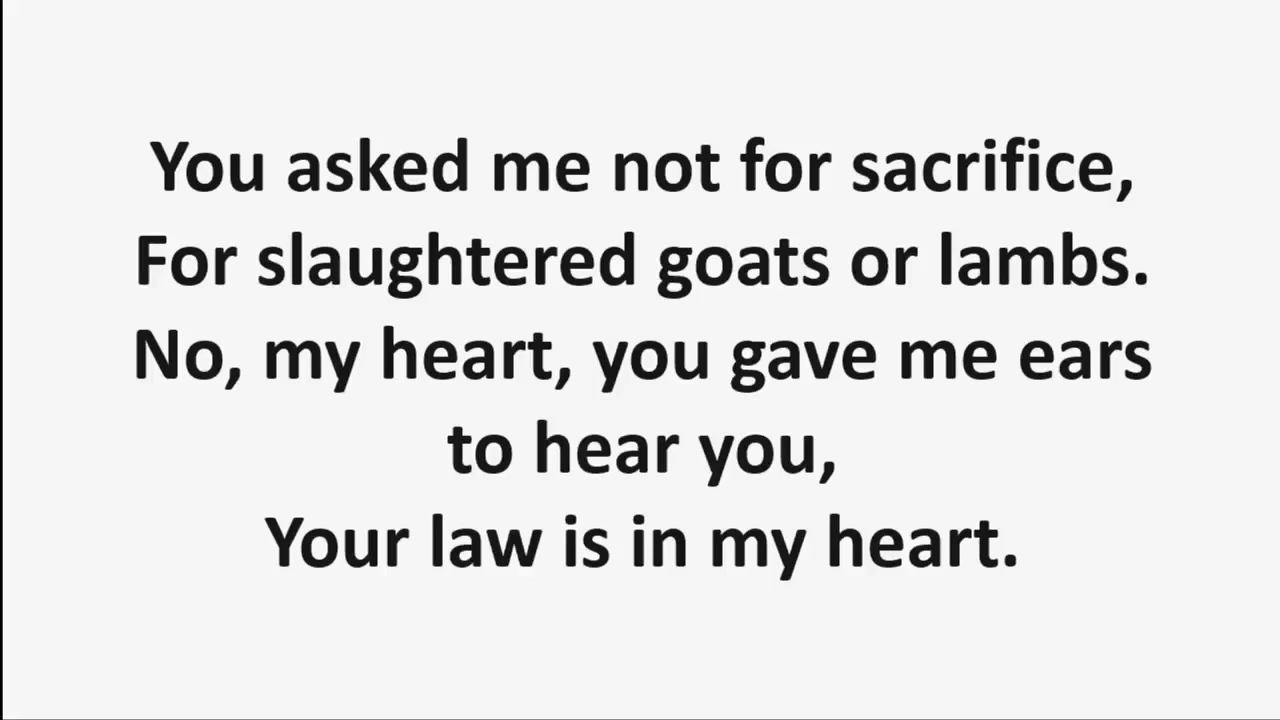 You asked me not for sacrifice,
For slaughtered goats or lambs.
No, my heart, you gave me ears
to hear you,
Your law is in my heart.